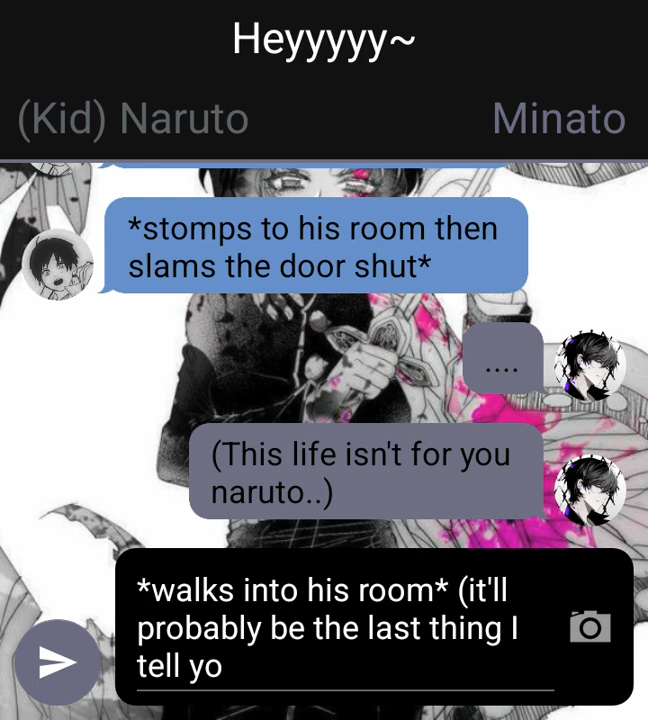 Heyyyyy~
(Kid) Naruto
Minato
*stomps to his room then
slams the door shut*
....
(This life isn't for you
naruto..)
*walks into his room* (it'll
probably be the last thing I
tell yo